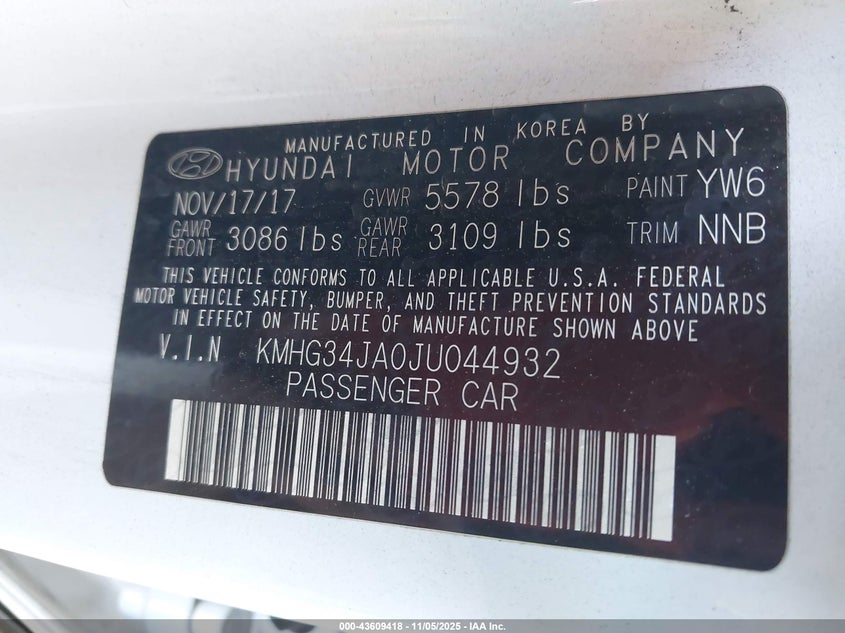 MANUFACTURED IN KOREA BY
HYUNDAI MOTOR COMPANY
NOV/17/17 GVWR 5578 lbs PAINT YW6
GAWR FRONT 3086 lbs GAWR REAR 3109 lbs TRIM NNB
THIS VEHICLE CONFORMS TO ALL APPLICABLE U.S.A. FEDERAL
MOTOR VEHICLE SAFETY, BUMPER, AND THEFT PREVENTION STANDARDS
IN EFFECT ON THE DATE OF MANUFACTURE SHOWN ABOVE
V.I.N KMHG34JA0JU044932
PASSENGER CAR
000-43609418 - 11/05/2025 - IAA Inc.